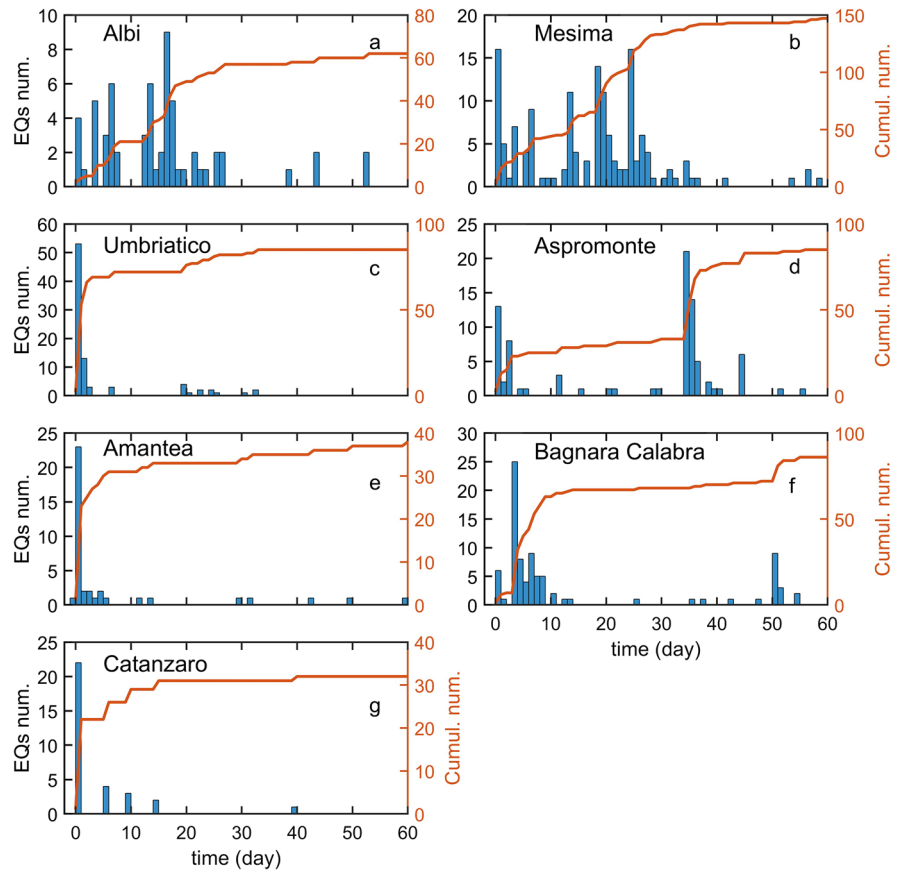 Albi
a
EQs num.
0
2
4
6
8
10
0
20
40
60
80
Mesima
b
0
5
10
15
20
0
50
100
150
Cumul. num.
Umbriatico
c
EQs num.
0
10
20
30
40
50
60
0
50
100
Aspromonte
d
0
5
10
15
20
25
0
50
100
Cumul. num.
Amantea
e
EQs num.
0
5
10
15
20
25
0
10
20
30
40
Bagnara Calabra
f
0
5
10
15
20
25
30
0
50
100
Cumul. num.
0 10 20 30 40 50 60
time (day)
Catanzaro
g
EQs num.
0
5
10
15
20
25
0
10
20
30
40
Cumul. num.
0 10 20 30 40 50 60
time (day)